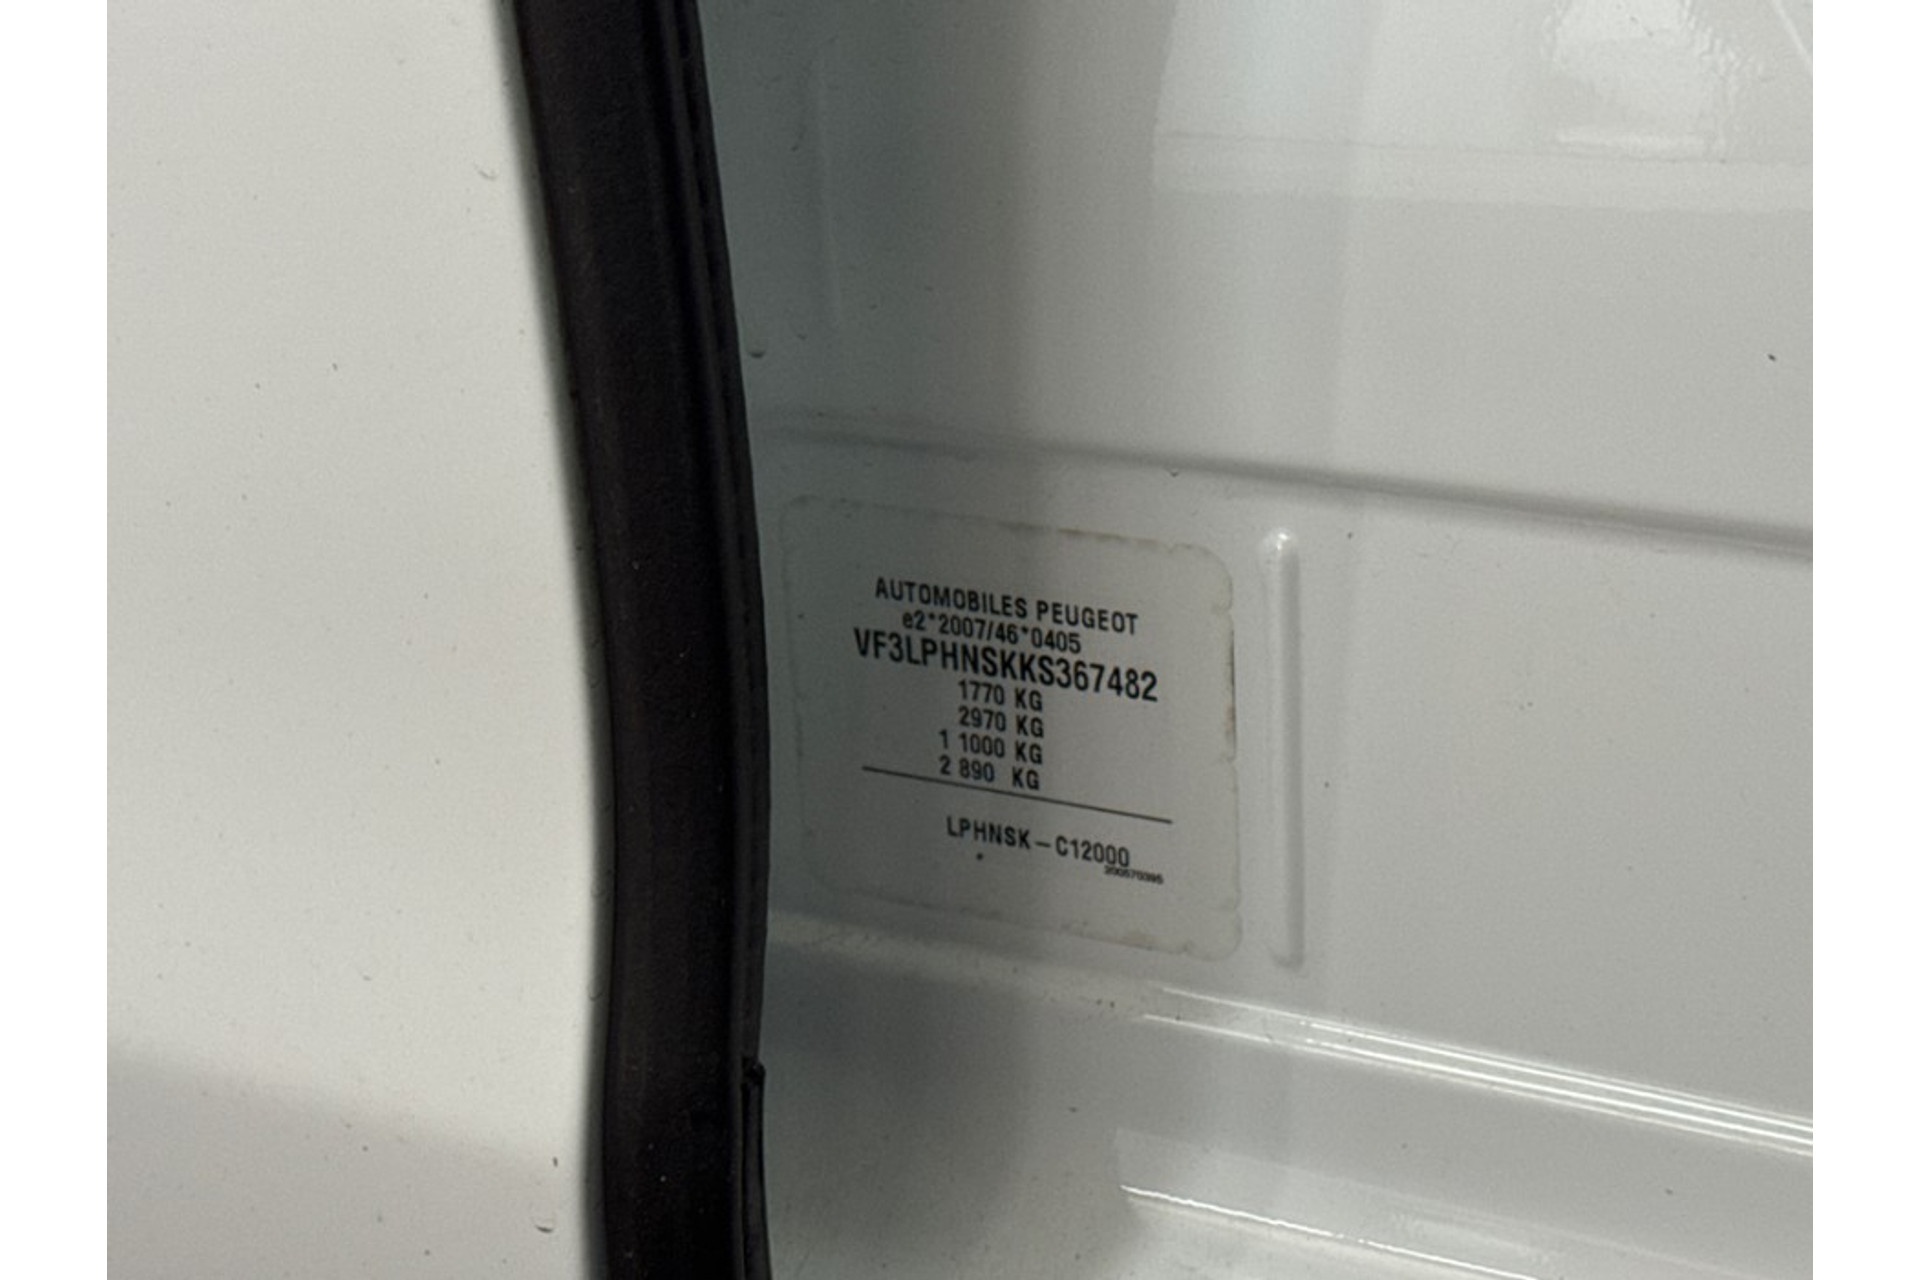 AUTOMOBILES PEUGEOT
e2*2007/46*0405
VF3LPHNSKKS367482
1770 KG
2970 KG
1 1000 KG
2 890 KG
LPHNSK-C12000